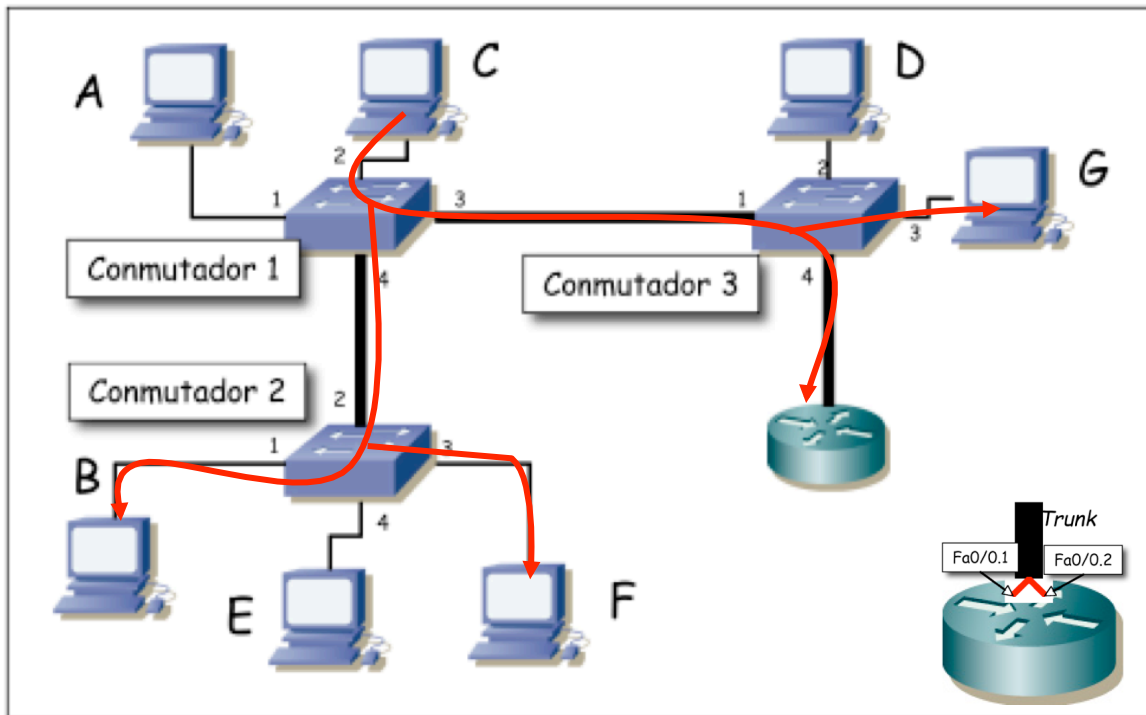 A
C
D
G
2
2
1
3
1
3
Conmutador 1
4
Conmutador 3
4
Conmutador 2
2
1
3
B
4
E
F
Trunk
Fa0/0.1
Fa0/0.2